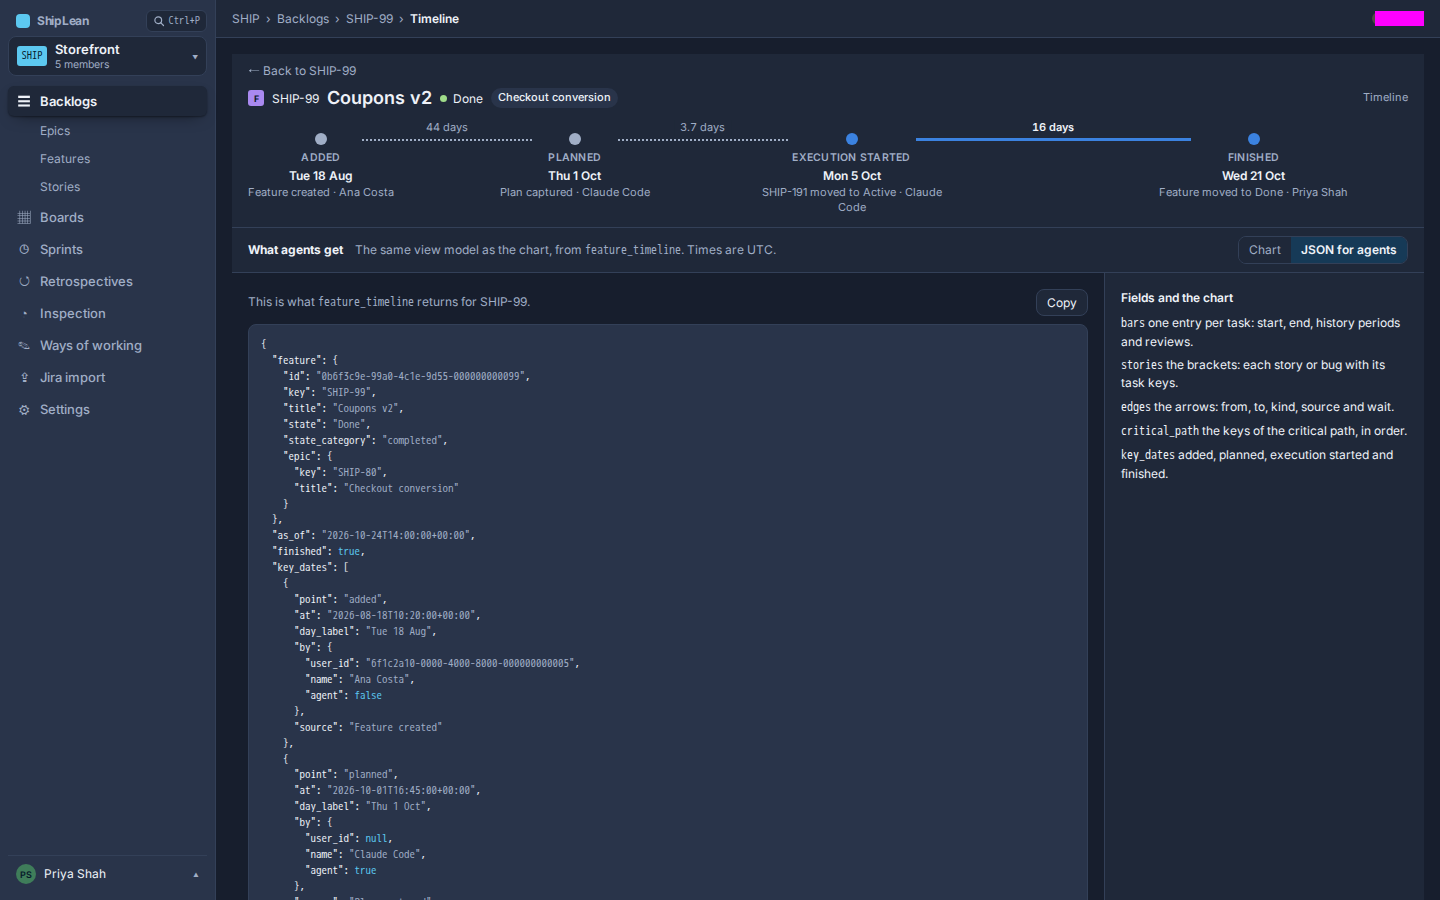 ShipLean
Ctrl+P
SHIP
Storefront
5 members
Backlogs
Epics
Features
Stories
Boards
Sprints
Retrospectives
Inspection
Ways of working
Jira import
Settings
PS Priya Shah
SHIP › Backlogs › SHIP-99 › Timeline
← Back to SHIP-99
F SHIP-99 Coupons v2 Done Checkout conversion
Timeline
44 days
3.7 days
16 days
ADDED
Tue 18 Aug
Feature created · Ana Costa
PLANNED
Thu 1 Oct
Plan captured · Claude Code
EXECUTION STARTED
Mon 5 Oct
SHIP-191 moved to Active · Claude
Code
FINISHED
Wed 21 Oct
Feature moved to Done · Priya Shah
What agents get The same view model as the chart, from feature_timeline. Times are UTC.
Chart JSON for agents
This is what feature_timeline returns for SHIP-99.
Copy
{
"feature": {
"id": "0b6f3c9e-99a0-4c1e-9d55-000000000099",
"key": "SHIP-99",
"title": "Coupons v2",
"state": "Done",
"state_category": "completed",
"epic": {
"key": "SHIP-80",
"title": "Checkout conversion"
}
},
"as_of": "2026-10-24T14:00:00+00:00",
"finished": true,
"key_dates": [
{
"point": "added",
"at": "2026-08-18T10:20:00+00:00",
"day_label": "Tue 18 Aug",
"by": {
"user_id": "6f1c2a10-0000-4000-8000-000000000005",
"name": "Ana Costa",
"agent": false
},
"source": "Feature created"
},
{
"point": "planned",
"at": "2026-10-01T16:45:00+00:00",
"day_label": "Thu 1 Oct",
"by": {
"user_id": null,
"name": "Claude Code",
"agent": true
},
Fields and the chart
bars one entry per task: start, end, history periods
and reviews.
stories the brackets: each story or bug with its
task keys.
edges the arrows: from, to, kind, source and wait.
critical_path the keys of the critical path, in order.
key_dates added, planned, execution started and
finished.